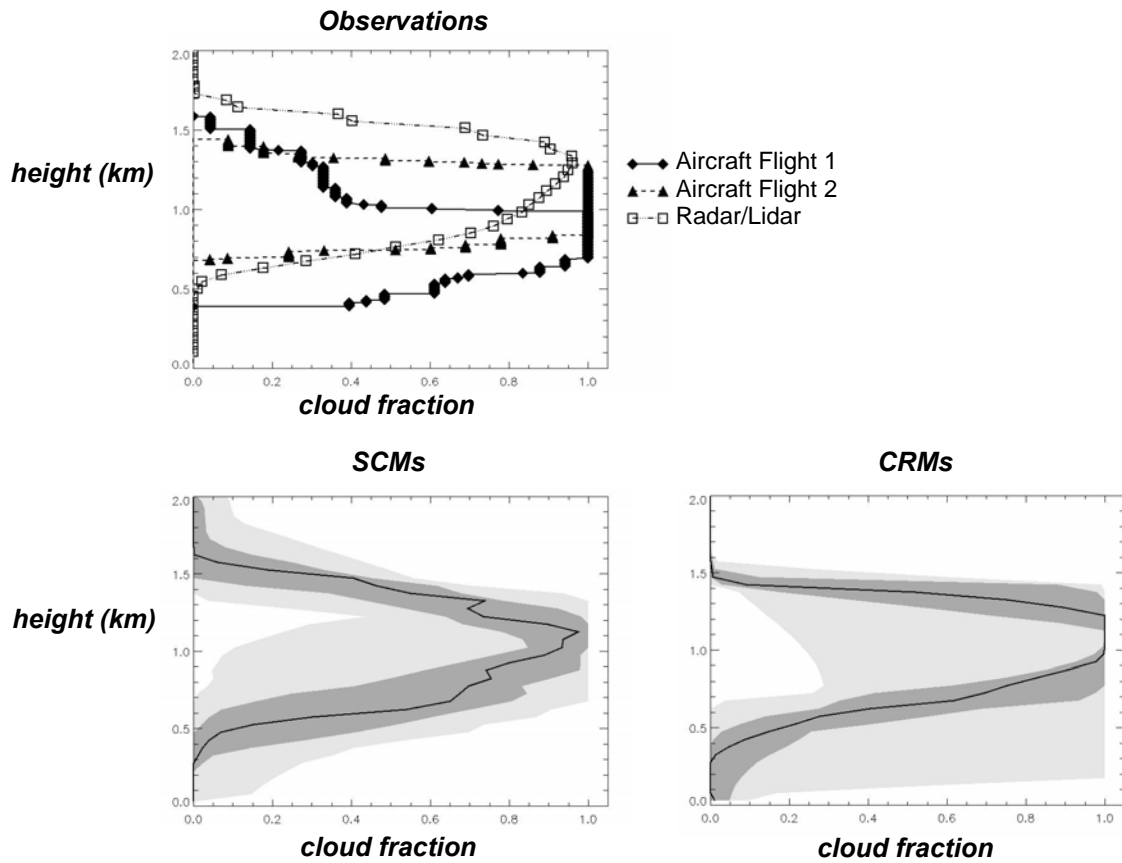 Observations
2.0
1.5
height (km)
1.0
0.5
0.0
0.0 0.2 0.4 0.6 0.8 1.0
cloud fraction
Aircraft Flight 1
Aircraft Flight 2
Radar/Lidar
SCMs
2.0
1.5
height (km)
1.0
0.5
0.0
0.0 0.2 0.4 0.6 0.8 1.0
cloud fraction
CRMs
2.0
1.5
1.0
0.5
0.0
0.0 0.2 0.4 0.6 0.8 1.0
cloud fraction